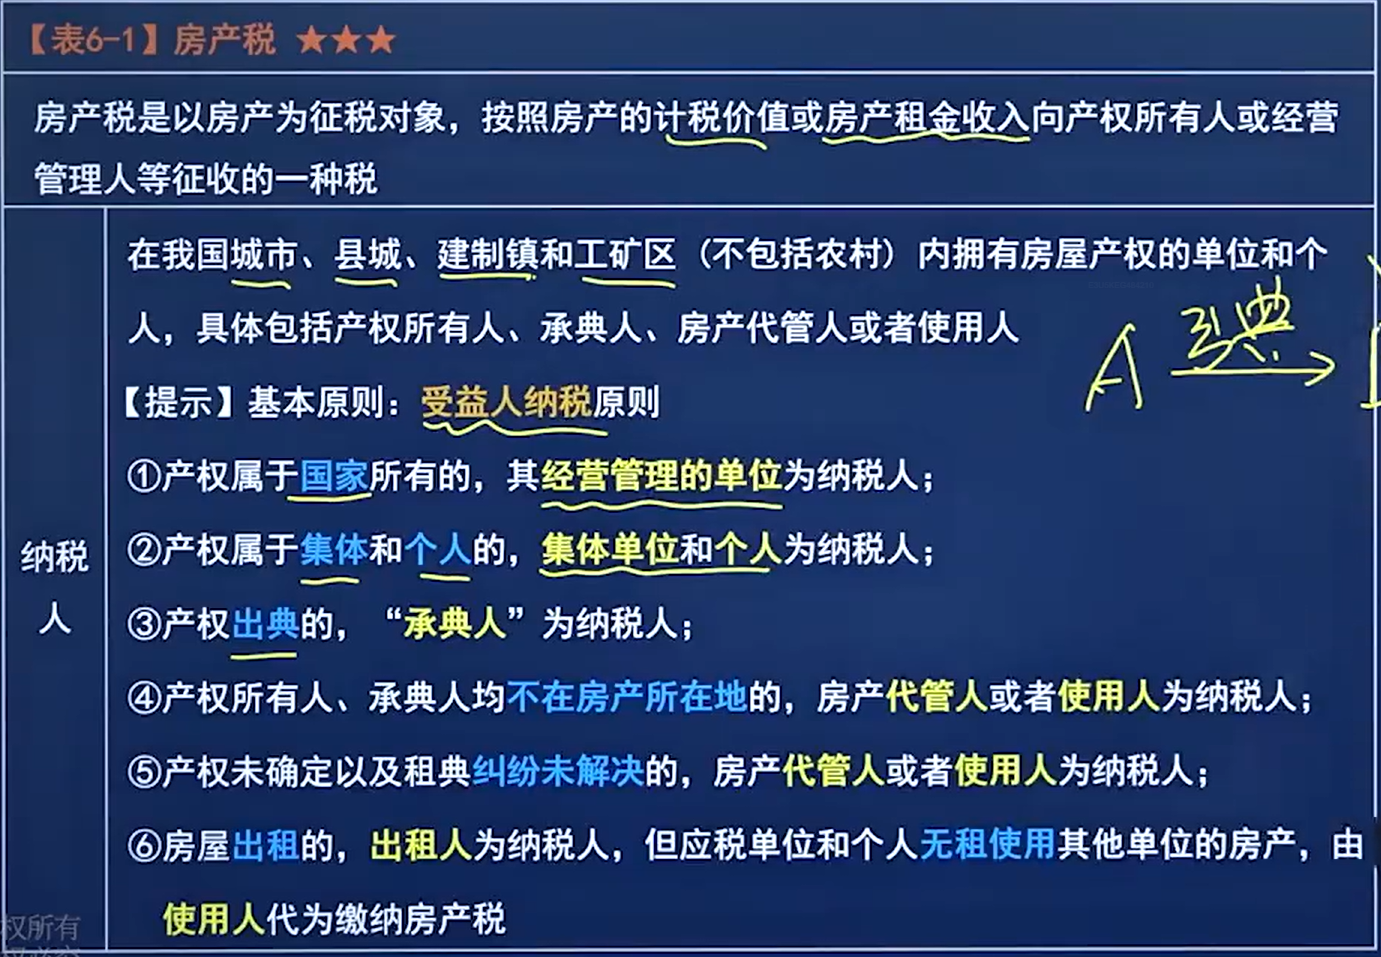 【表6-1】房产税 ★★★
房产税是以房产为征税对象，按照房产的计税价值或房产租金收入向产权所有人或经营
管理人等征收的一种税
纳税
人
在我国城市、县城、建制镇和工矿区（不包括农村）内拥有房屋产权的单位和个
人，具体包括产权所有人、承典人、房产代管人或者使用人
【提示】基本原则：受益人纳税原则
①产权属于国家所有的，其经营管理的单位为纳税人；
②产权属于集体和个人的，集体单位和个人为纳税人；
③产权出典的，“承典人”为纳税人；
④产权所有人、承典人均不在房产所在地的，房产代管人或者使用人为纳税人；
⑤产权未确定以及租典纠纷未解决的，房产代管人或者使用人为纳税人；
⑥房屋出租的，出租人为纳税人，但应税单位和个人无租使用其他单位的房产，由
使用人代为缴纳房产税
A
典
权所有